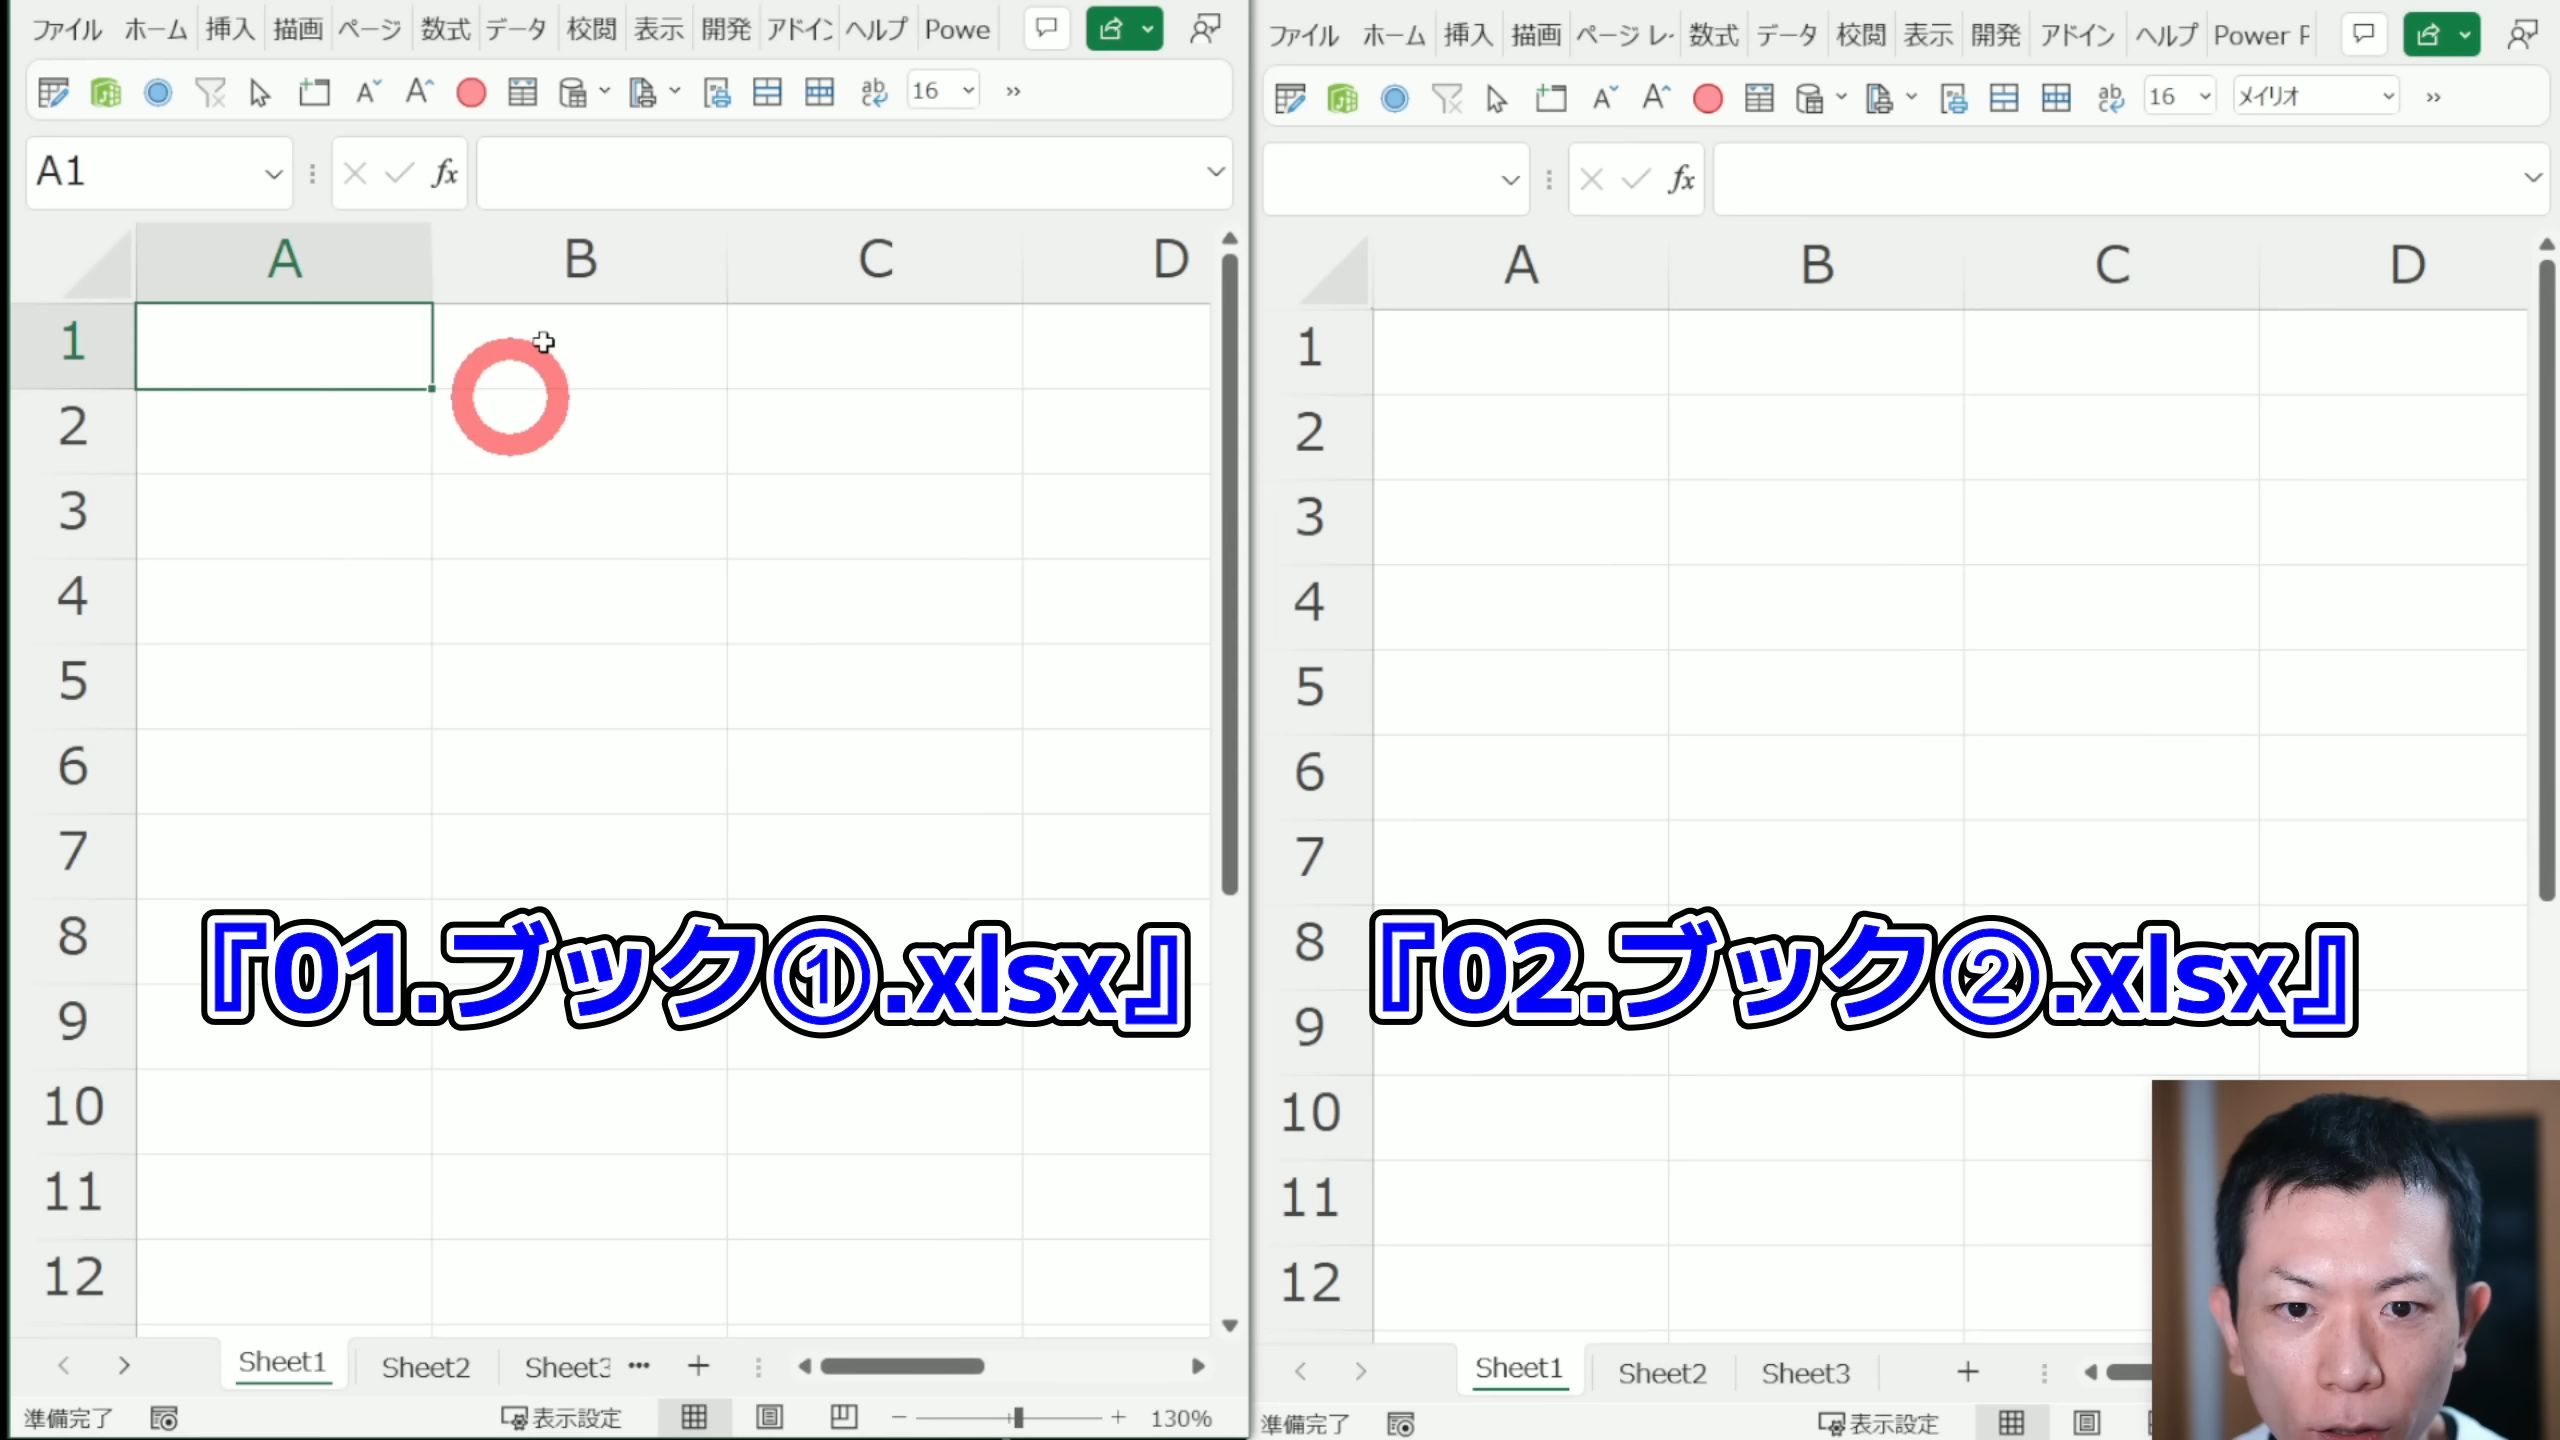 ファイル ホーム 挿入 描画 ページ 数式 データ 校閲 表示 開発 アドイン ヘルプ Powe
16
A1
fx
A B C D
1
2
3
4
5
6
7
8
9
10
11
12
『01.ブック①.xlsx』
Sheet1 Sheet2 Sheet3
準備完了 表示設定 130%
ファイル ホーム 挿入 描画 ページ レ 数式 データ 校閲 表示 開発 アドイン ヘルプ Power P
16 メイリオ
fx
A B C D
1
2
3
4
5
6
7
8
9
10
11
12
『02.ブック②.xlsx』
Sheet1 Sheet2 Sheet3
準備完了 表示設定